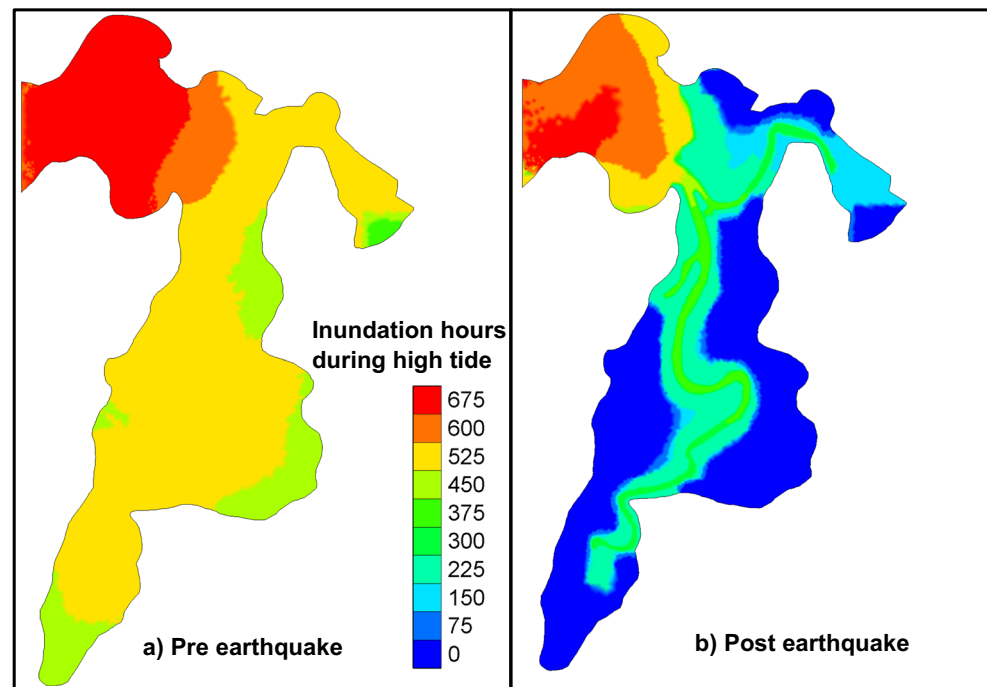 Inundation hours
during high tide
675
600
525
450
375
300
225
150
75
0
a) Pre earthquake
b) Post earthquake